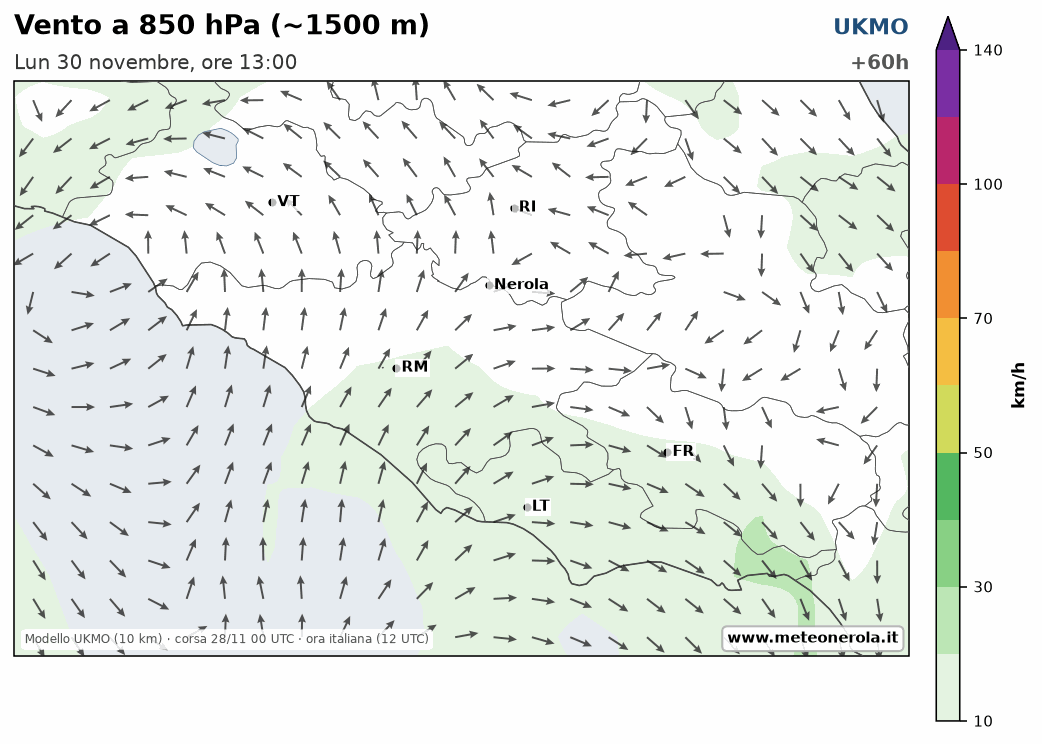 Vento a 850 hPa (~1500 m)
UKMO
Lun 30 novembre, ore 13:00
+60h
VT
RI
Nerola
RM
FR
LT
Modello UKMO (10 km) · corsa 28/11 00 UTC · ora italiana (12 UTC)
www.meteonerola.it
140
100
70
50
30
10
km/h